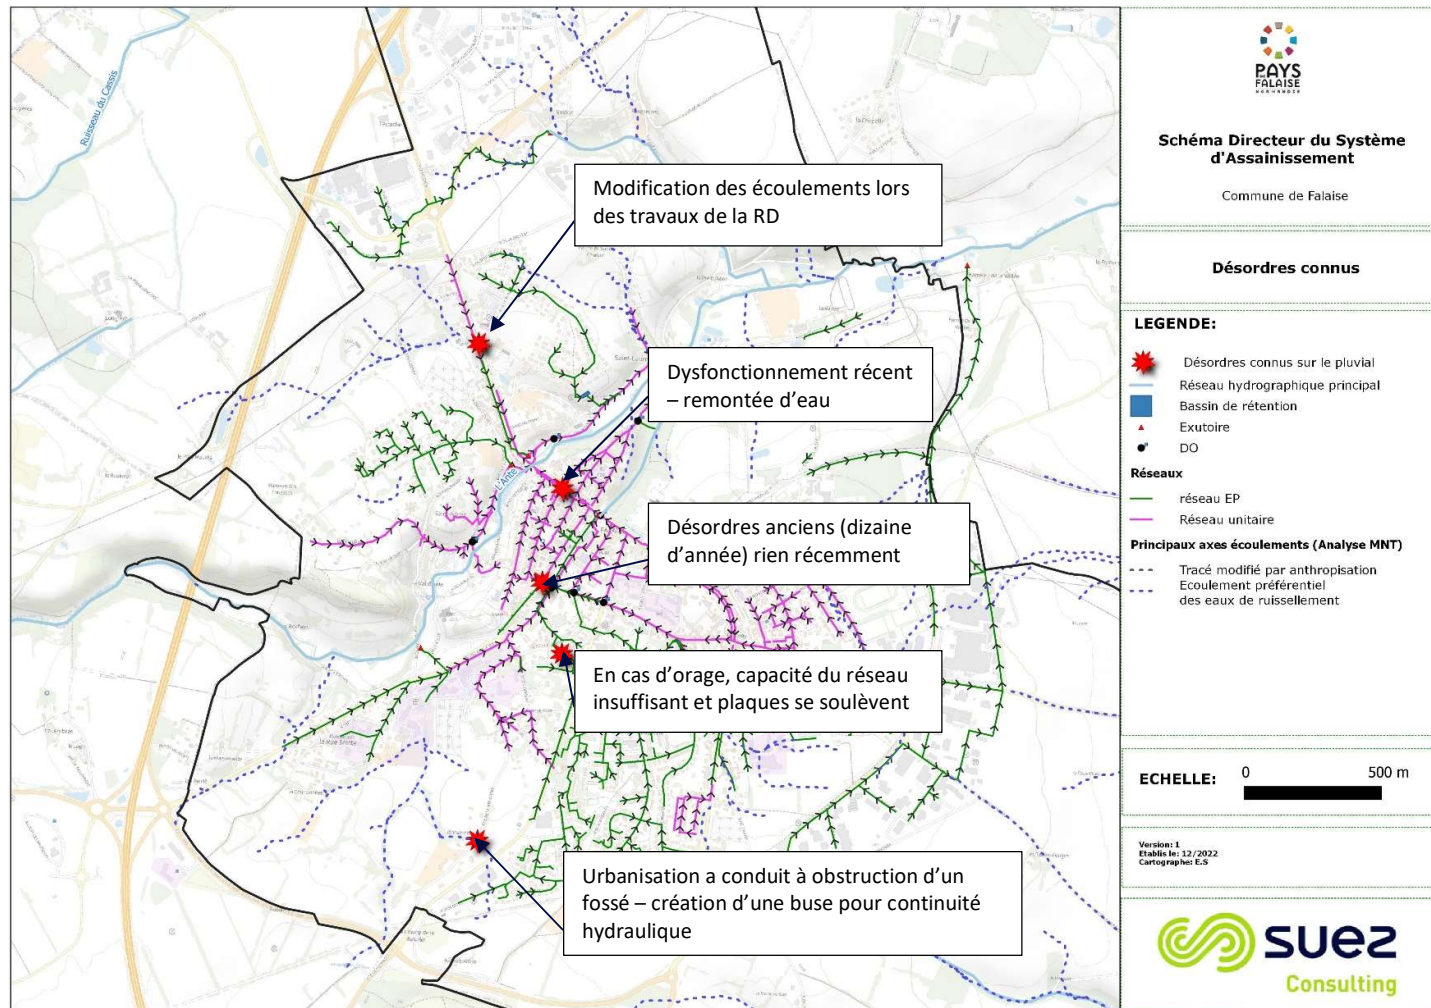 Ruisseau du Cassis
Modification des écoulements lors
des travaux de la RD
Dysfonctionnement récent
– remontée d’eau
L'Ante
Désordres anciens (dizaine
d’année) rien récemment
En cas d’orage, capacité du réseau
insuffisant et plaques se soulèvent
Urbanisation a conduit à obstruction d’un
fossé – création d’une buse pour continuité
hydraulique
PAYS
FALAISE
NORMANDIE
Schéma Directeur du Système
d'Assainissement
Commune de Falaise
Désordres connus
LEGENDE:
Désordres connus sur le pluvial
Réseau hydrographique principal
Bassin de rétention
Exutoire
DO
Réseaux
réseau EP
Réseau unitaire
Principaux axes écoulements (Analyse MNT)
Tracé modifié par anthropisation
Ecoulement préférentiel
des eaux de ruissellement
ECHELLE:
0 500 m
Version: 1
Etablis le: 12/2022
Cartographe: E.S
suez
Consulting